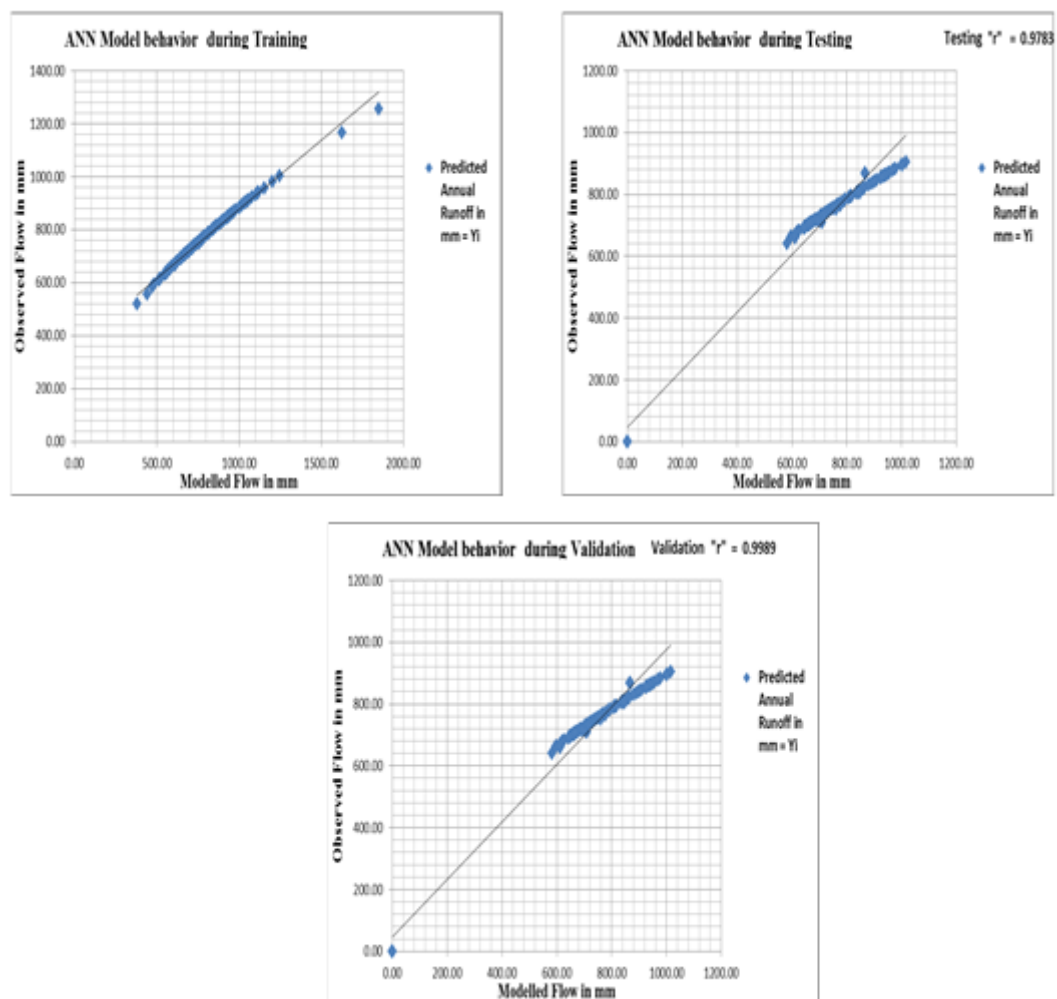 ANN Model behavior during Training
1400.00
1200.00
1000.00
800.00
600.00
400.00
200.00
0.00
0.00 500.00 1000.00 1500.00 2000.00
Observed Flow in mm
Modelled Flow in mm
Predicted
Annual
Runoff in
mm = Yi
ANN Model behavior during Testing
Testing "r" = 0.9783
1200.00
1000.00
800.00
600.00
400.00
200.00
0.00
0.00 200.00 400.00 600.00 800.00 1000.00 1200.00
Observed Flow in mm
Modelled Flow in mm
Predicted
Annual
Runoff in
mm = Yi
ANN Model behavior during Validation
Validation "r" = 0.9989
1200.00
1000.00
800.00
600.00
400.00
200.00
0.00
0.00 200.00 400.00 600.00 800.00 1000.00 1200.00
Observed Flow in mm
Modelled Flow in mm
Predicted
Annual
Runoff in
mm = Yi